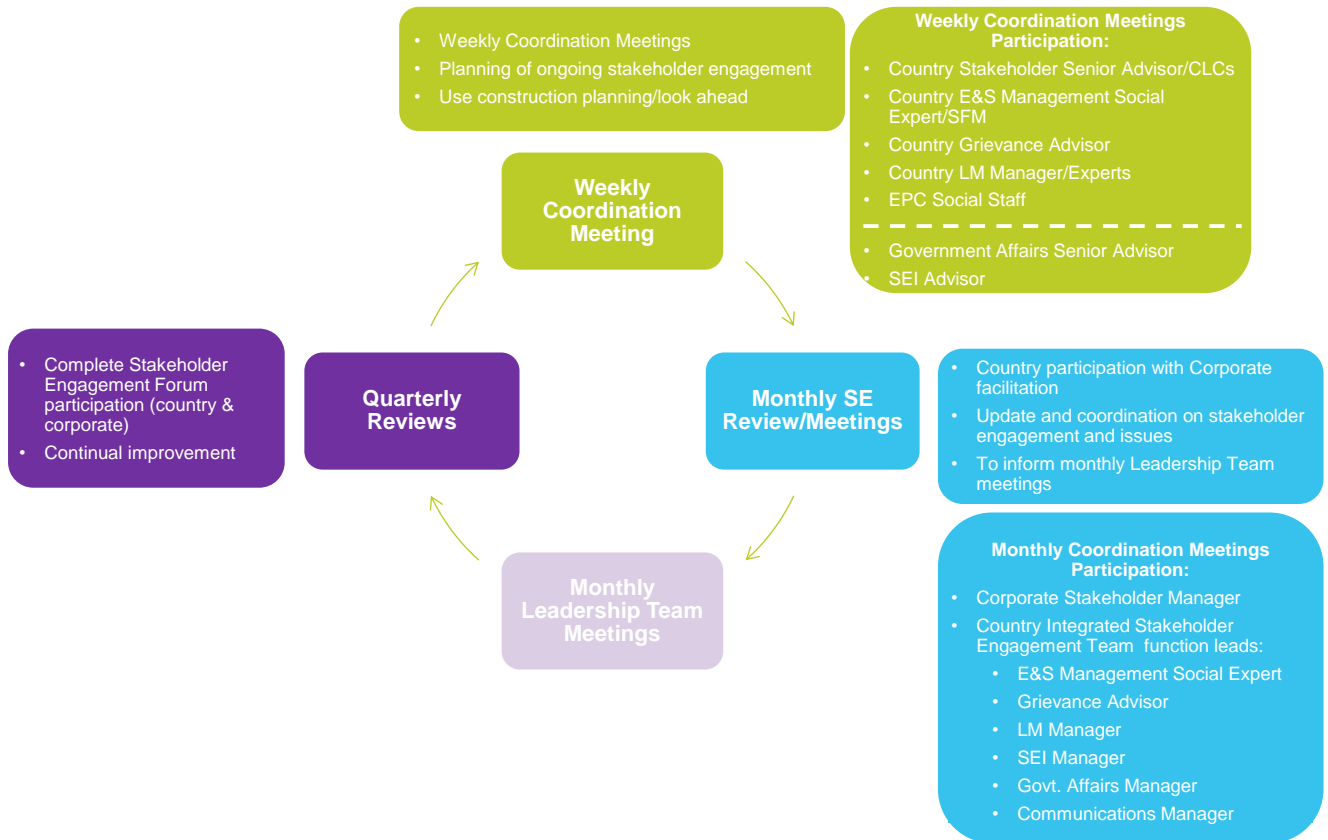 • Weekly Coordination Meetings
• Planning of ongoing stakeholder engagement
• Use construction planning/look ahead
Weekly Coordination Meetings
Participation:
• Country Stakeholder Senior Advisor/CLCs
• Country E&S Management Social
Expert/SFM
• Country Grievance Advisor
• Country LM Manager/Experts
• EPC Social Staff
• Government Affairs Senior Advisor
• SEI Advisor
Weekly
Coordination
Meeting
• Complete Stakeholder
Engagement Forum
participation (country &
corporate)
• Continual improvement
Quarterly
Reviews
Monthly SE
Review/Meetings
• Country participation with Corporate
facilitation
• Update and coordination on stakeholder
engagement and issues
• To inform monthly Leadership Team
meetings
Monthly
Leadership Team
Meetings
Monthly Coordination Meetings
Participation:
• Corporate Stakeholder Manager
• Country Integrated Stakeholder
Engagement Team function leads:
• E&S Management Social Expert
• Grievance Advisor
• LM Manager
• SEI Manager
• Govt. Affairs Manager
• Communications Manager